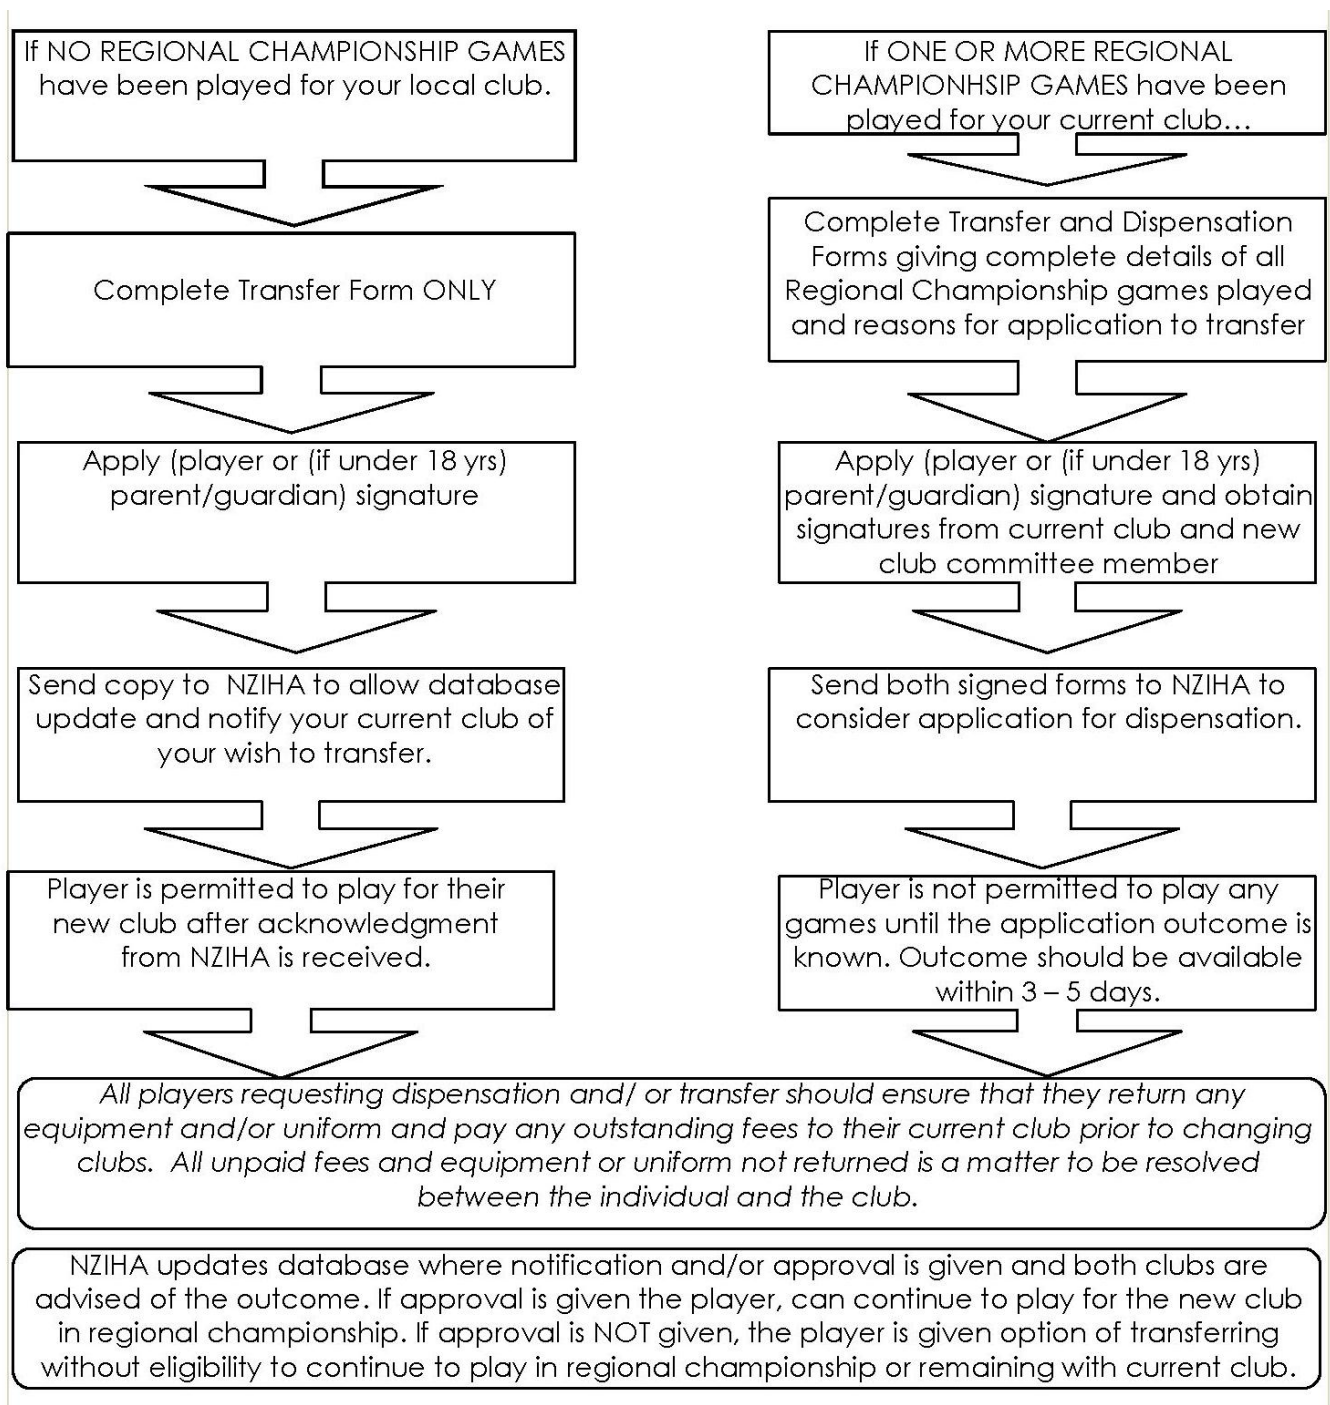 If NO REGIONAL CHAMPIONSHIP GAMES
have been played for your local club.
Complete Transfer Form ONLY
Apply (player or (if under 18 yrs)
parent/guardian) signature
Send copy to NZIHA to allow database
update and notify your current club of
your wish to transfer.
Player is permitted to play for their
new club after acknowledgment
from NZIHA is received.
If ONE OR MORE REGIONAL
CHAMPIONHSIP GAMES have been
played for your current club…
Complete Transfer and Dispensation
Forms giving complete details of all
Regional Championship games played
and reasons for application to transfer
Apply (player or (if under 18 yrs)
parent/guardian) signature and obtain
signatures from current club and new
club committee member
Send both signed forms to NZIHA to
consider application for dispensation.
Player is not permitted to play any
games until the application outcome is
known. Outcome should be available
within 3 – 5 days.
All players requesting dispensation and/ or transfer should ensure that they return any
equipment and/or uniform and pay any outstanding fees to their current club prior to changing
clubs. All unpaid fees and equipment or uniform not returned is a matter to be resolved
between the individual and the club.
NZIHA updates database where notification and/or approval is given and both clubs are
advised of the outcome. If approval is given the player, can continue to play for the new club
in regional championship. If approval is NOT given, the player is given option of transferring
without eligibility to continue to play in regional championship or remaining with current club.